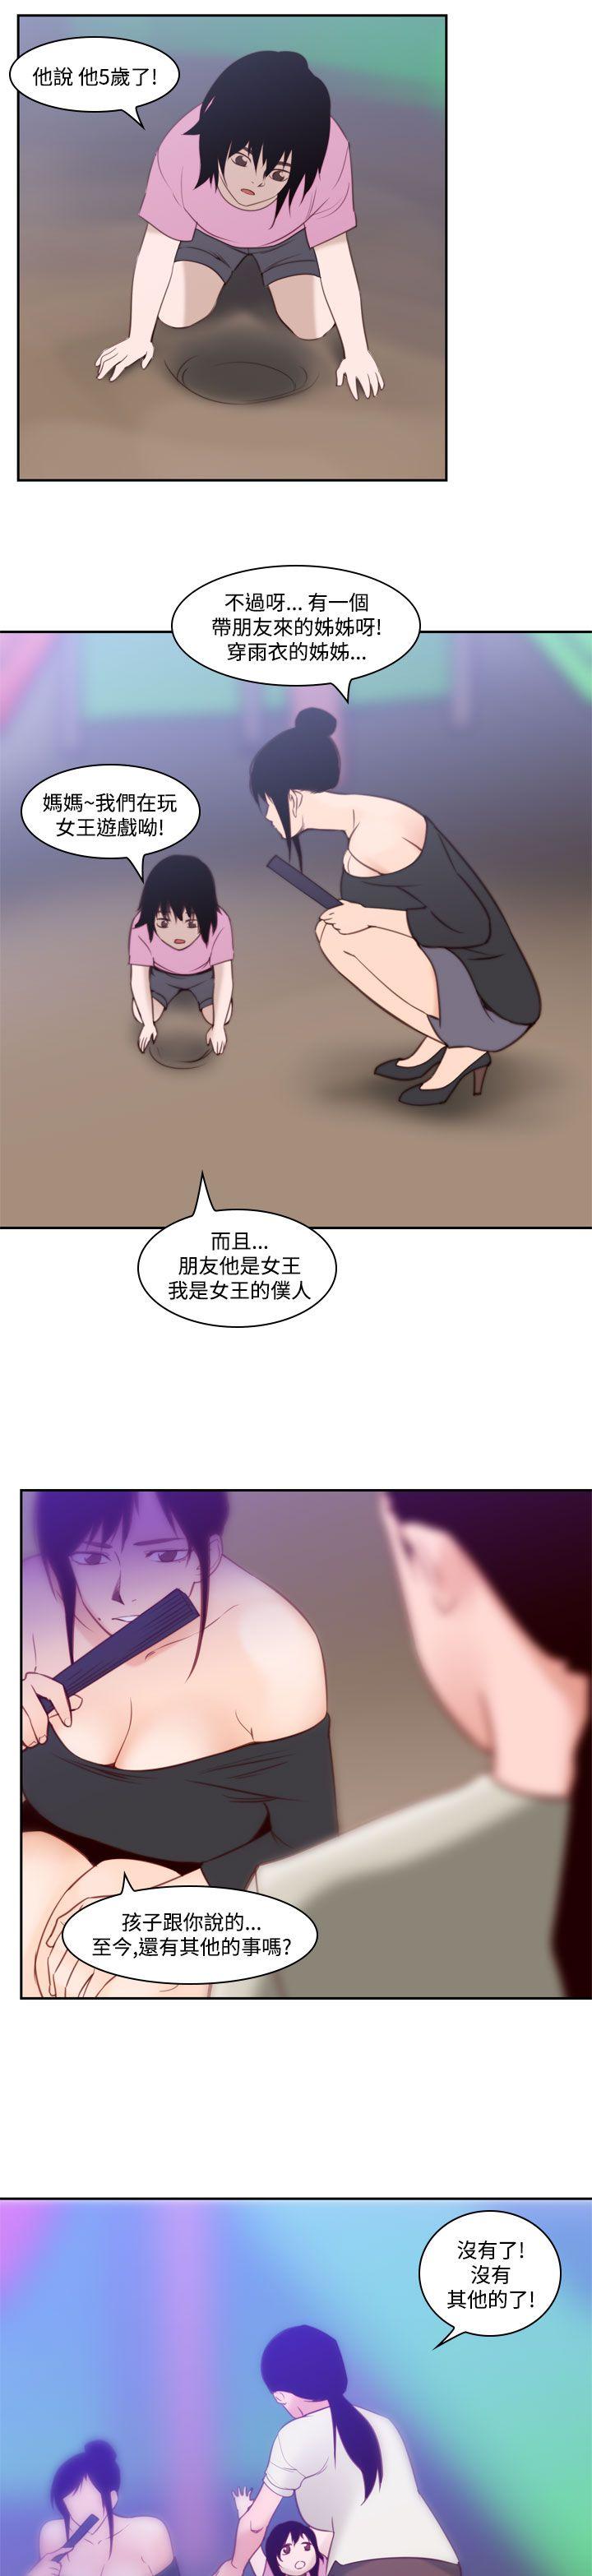 他說 他5歲了!
不過呀... 有一個
帶朋友來的姊姊呀!
穿雨衣的姊姊...
媽媽~我們在玩
女王遊戲呦!
而且...
朋友他是女王
我是女王的僕人
孩子跟你說的...
至今,還有其他的事嗎?
沒有了!
沒有
其他的了!